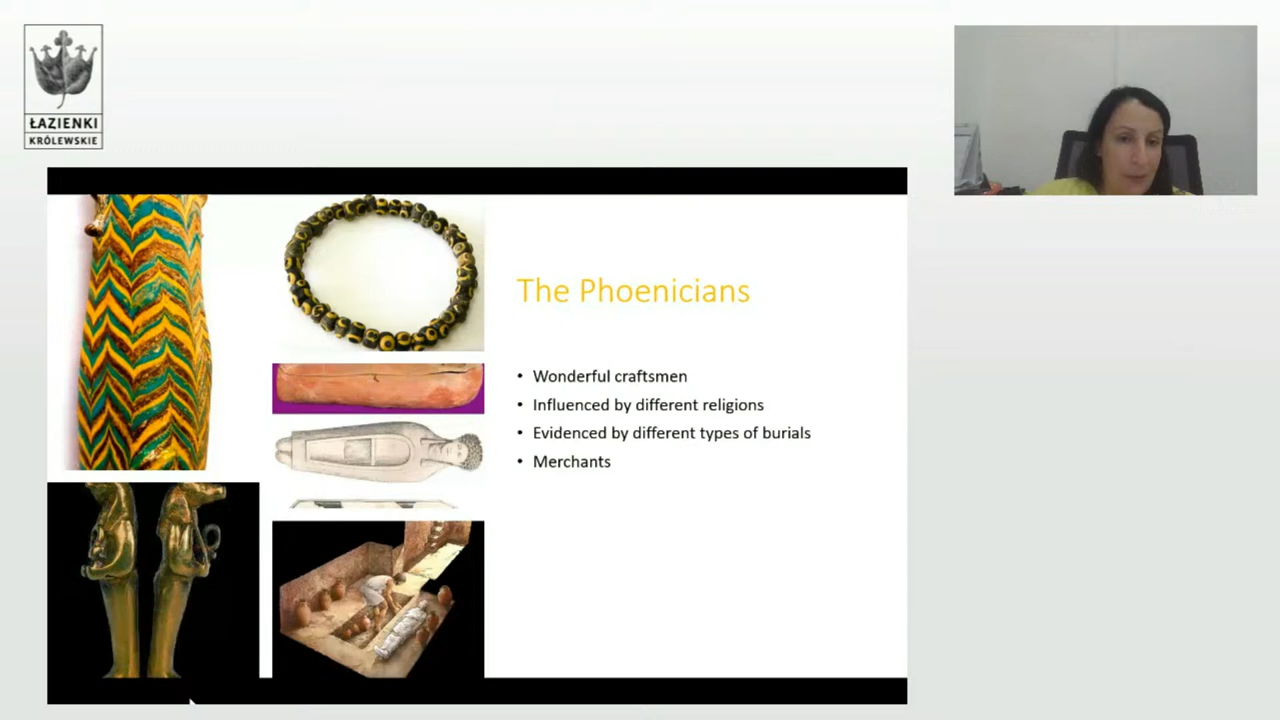 ŁAZIENKI
KRÓLEWSKIE
The Phoenicians
• Wonderful craftsmen
• Influenced by different religions
• Evidenced by different types of burials
• Merchants